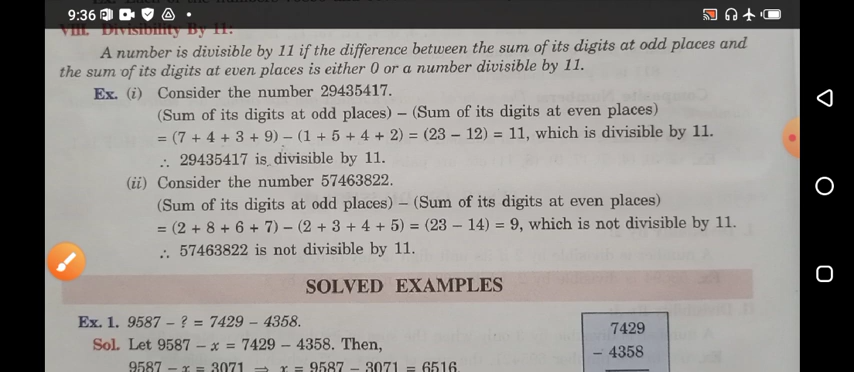 9:36
VIII. Divisibility By 11:
A number is divisible by 11 if the difference between the sum of its digits at odd places and
the sum of its digits at even places is either 0 or a number divisible by 11.
Ex. (i) Consider the number 29435417.
(Sum of its digits at odd places) – (Sum of its digits at even places)
= (7 + 4 + 3 + 9) – (1 + 5 + 4 + 2) = (23 – 12) = 11, which is divisible by 11.
∴ 29435417 is divisible by 11.
(ii) Consider the number 57463822.
(Sum of its digits at odd places) – (Sum of its digits at even places)
= (2 + 8 + 6 + 7) – (2 + 3 + 4 + 5) = (23 – 14) = 9, which is not divisible by 11.
∴ 57463822 is not divisible by 11.
SOLVED EXAMPLES
Ex. 1. 9587 – ? = 7429 – 4358.
Sol. Let 9587 – x = 7429 – 4358. Then,
9587 – x = 3071 ⇒ x = 9587 – 3071 = 6516.
7429
– 4358